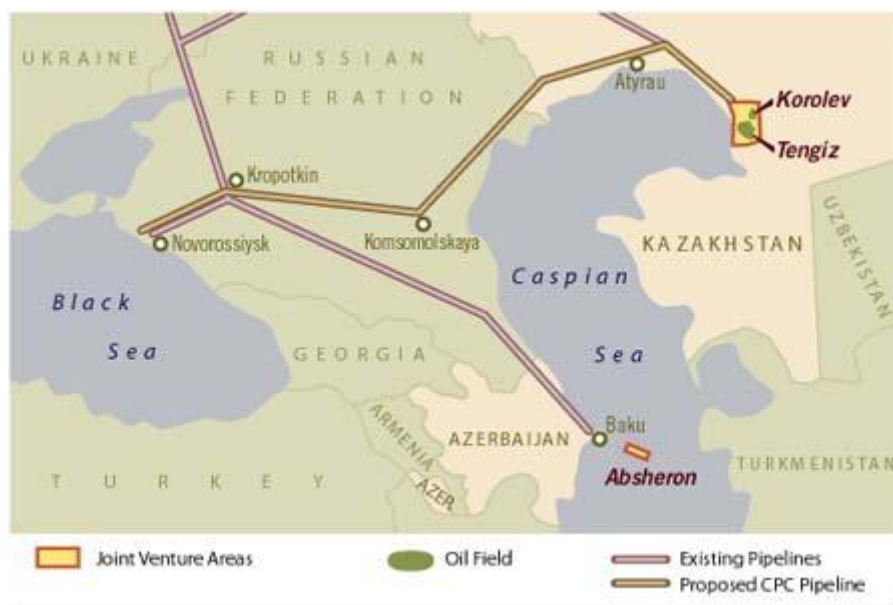 UKRAINE
RUSSIAN
FEDERATION
Atyrau
Korolev
Tengiz
Kropotkin
Novorossiysk
Komsomolskaya
KAZAKHSTAN
UZBEKISTAN
Caspian
Sea
Black
Sea
GEORGIA
ARMENIA
AZER.
AZERBAIJAN
Baku
Absheron
TURKMENISTAN
TURKEY
Joint Venture Areas
Oil Field
Existing Pipelines
Proposed CPC Pipeline